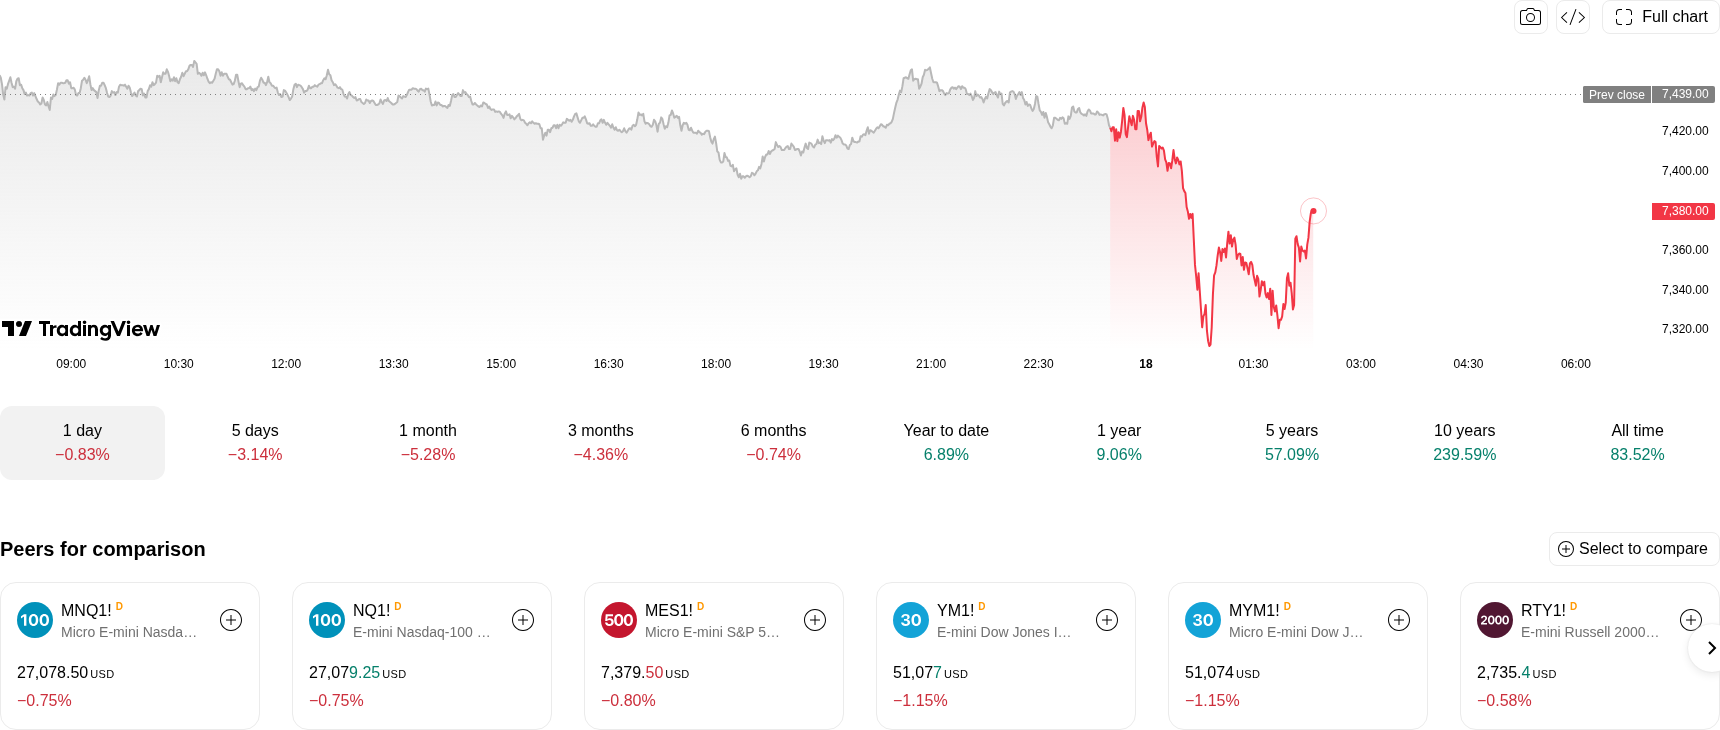 Full chart
Prev close 7,439.00
7,420.00
7,400.00
7,380.00
7,360.00
7,340.00
7,320.00
TradingView
09:00 10:30 12:00 13:30 15:00 16:30 18:00 19:30 21:00 22:30 18 01:30 03:00 04:30 06:00
1 day 5 days 1 month 3 months 6 months Year to date 1 year 5 years 10 years All time
−0.83% −3.14% −5.28% −4.36% −0.74% 6.89% 9.06% 57.09% 239.59% 83.52%
Peers for comparison
Select to compare
100 MNQ1! D
Micro E-mini Nasda…
27,078.50 USD
−0.75%
100 NQ1! D
E-mini Nasdaq-100 …
27,079.25 USD
−0.75%
500 MES1! D
Micro E-mini S&P 5…
7,379.50 USD
−0.80%
30 YM1! D
E-mini Dow Jones I…
51,077 USD
−1.15%
30 MYM1! D
Micro E-mini Dow J…
51,074 USD
−1.15%
2000 RTY1! D
E-mini Russell 2000…
2,735.4 USD
−0.58%